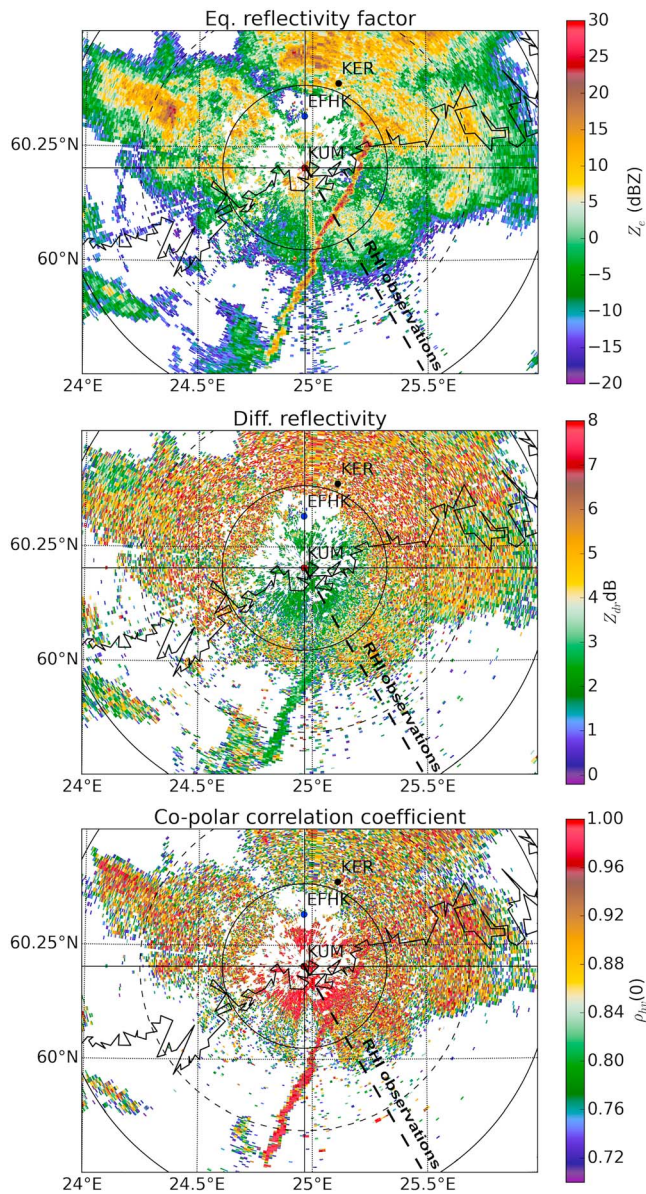 Eq. reflectivity factor
KER
EFHK
KUM
RHI observations
60.25°N
60°N
24°E
24.5°E
25°E
25.5°E
30
25
20
15
10
5
0
−5
−10
−15
−20
Ze (dBZ)
Diff. reflectivity
KER
EFHK
KUM
RHI observations
60.25°N
60°N
24°E
24.5°E
25°E
25.5°E
8
7
6
5
4
3
2
1
0
Zdr dB
Co-polar correlation coefficient
KER
EFHK
KUM
RHI observations
60.25°N
60°N
24°E
24.5°E
25°E
25.5°E
1.00
0.96
0.92
0.88
0.84
0.80
0.76
0.72
ρhv(0)